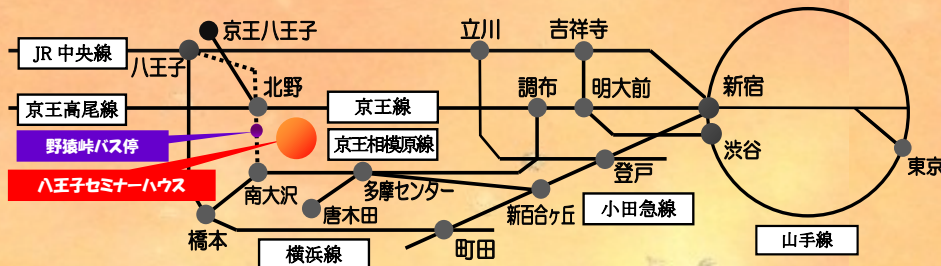 京王八王子
立川
吉祥寺
JR 中央線
八王子
北野
調布
明大前
新宿
京王高尾線
京王線
野猿峠バス停
京王相模原線
渋谷
登戸
東京
八王子セミナーハウス
南大沢
多摩センター
唐木田
新百合ヶ丘
小田急線
橋本
横浜線
町田
山手線